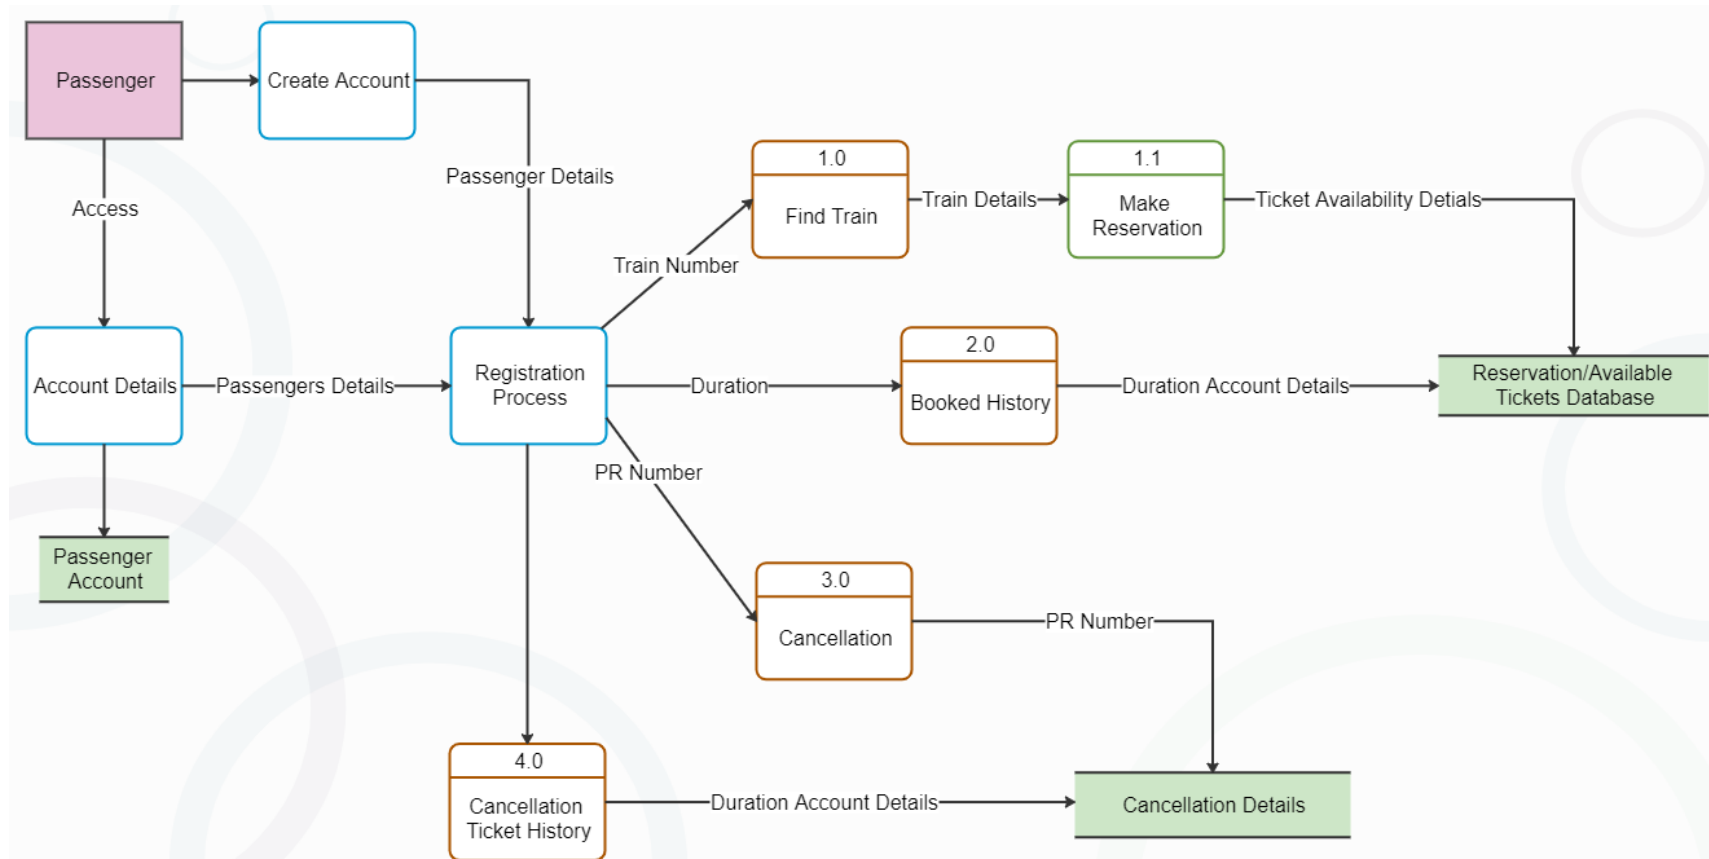 Passenger
Create Account
Passenger Details
Access
1.0
Find Train
Train Details
1.1
Make
Reservation
Ticket Availability Detials
Train Number
Account Details
Passengers Details
Registration
Process
Duration
2.0
Booked History
Duration Account Details
Reservation/Available
Tickets Database
PR Number
Passenger
Account
3.0
Cancellation
PR Number
4.0
Cancellation
Ticket History
Duration Account Details
Cancellation Details